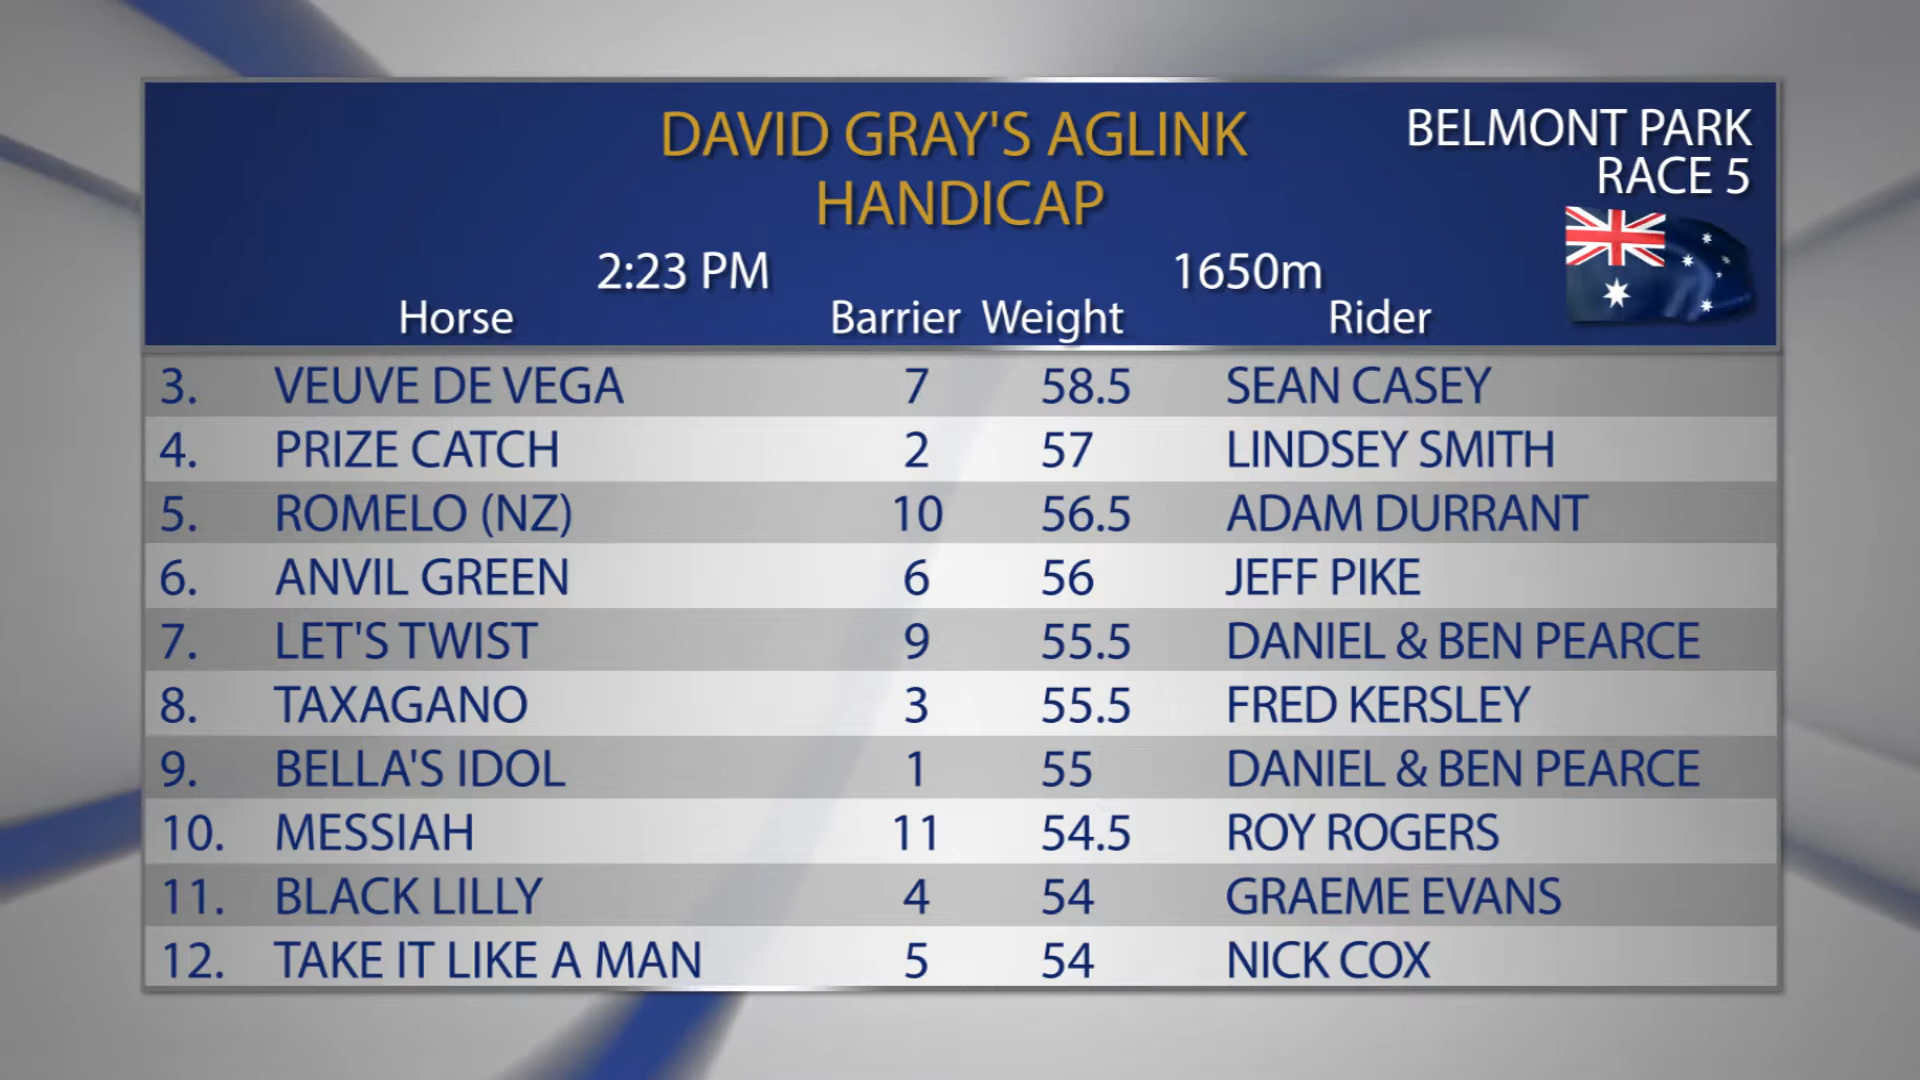 DAVID GRAY'S AGLINK
HANDICAP
BELMONT PARK
RACE 5
2:23 PM 1650m
Horse Barrier Weight Rider
3. VEUVE DE VEGA 7 58.5 SEAN CASEY
4. PRIZE CATCH 2 57 LINDSEY SMITH
5. ROMELO (NZ) 10 56.5 ADAM DURRANT
6. ANVIL GREEN 6 56 JEFF PIKE
7. LET'S TWIST 9 55.5 DANIEL & BEN PEARCE
8. TAXAGANO 3 55.5 FRED KERSLEY
9. BELLA'S IDOL 1 55 DANIEL & BEN PEARCE
10. MESSIAH 11 54.5 ROY ROGERS
11. BLACK LILLY 4 54 GRAEME EVANS
12. TAKE IT LIKE A MAN 5 54 NICK COX